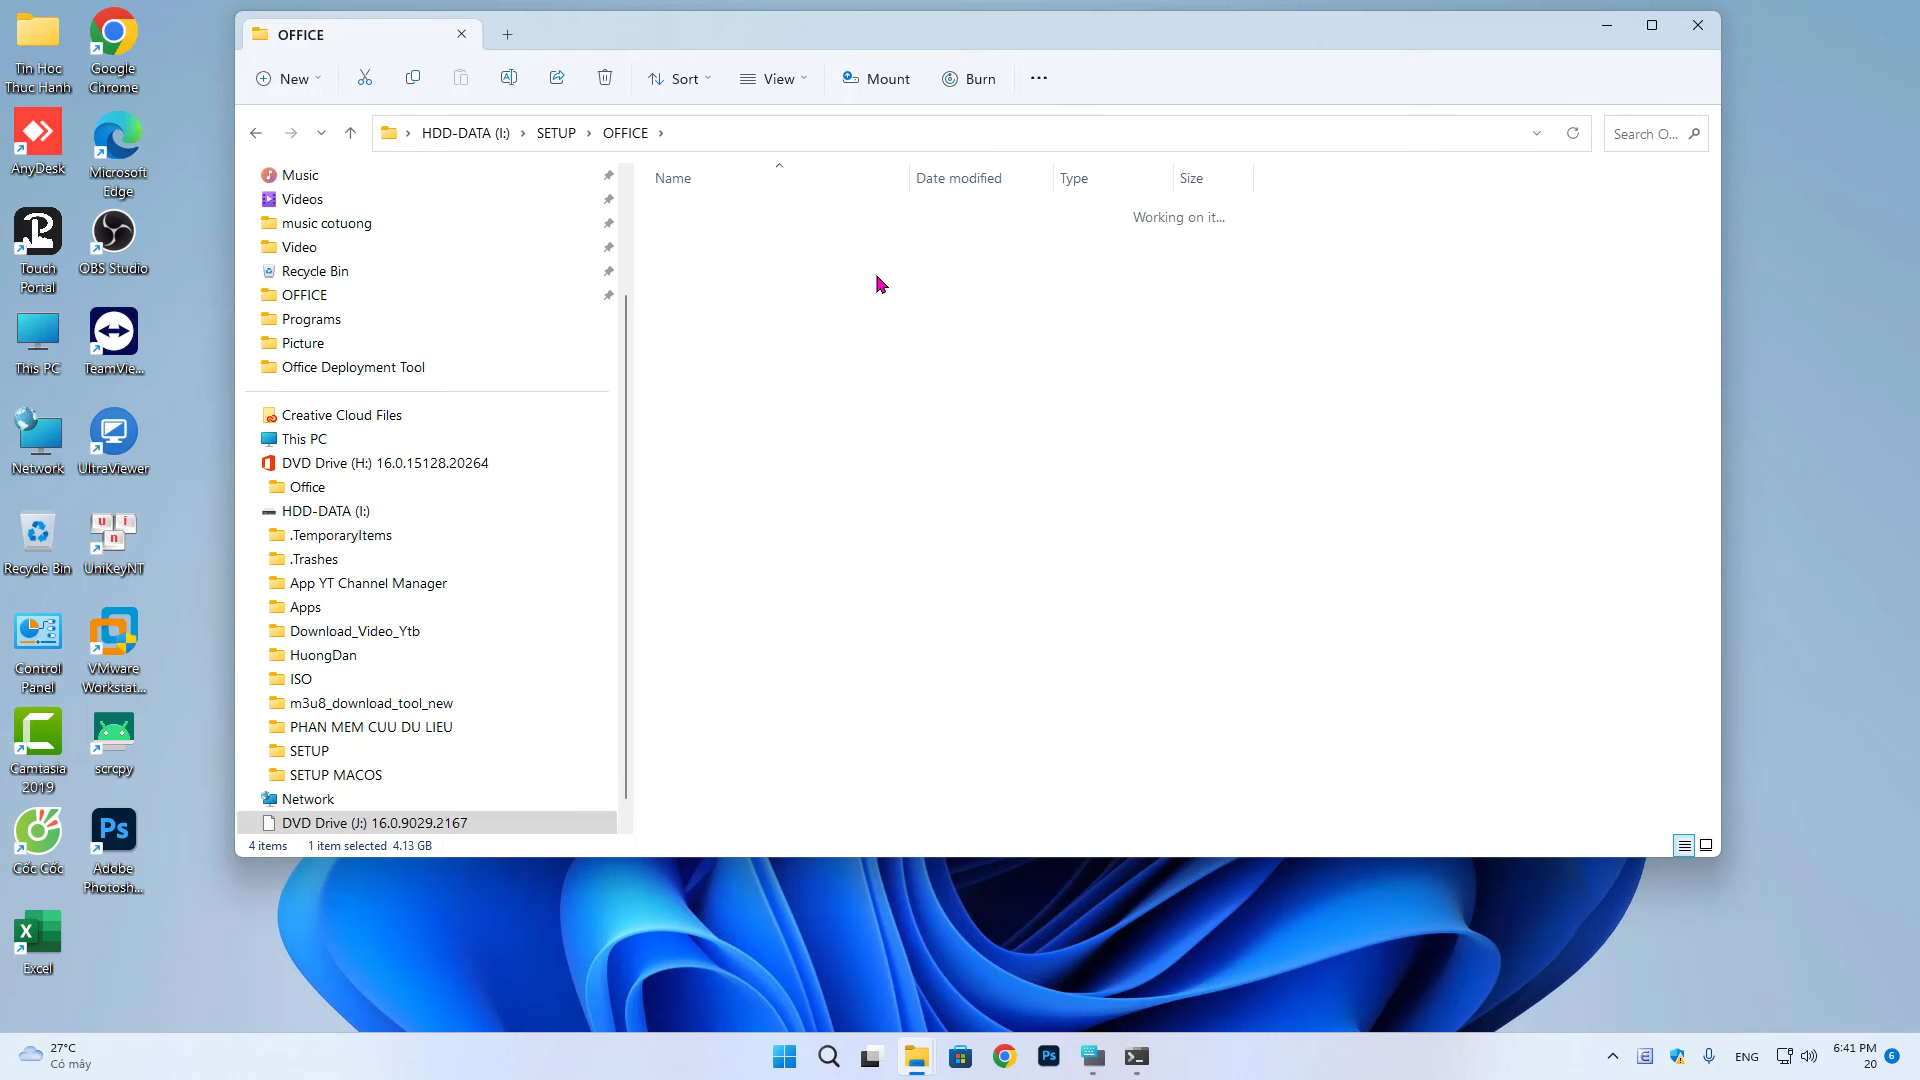 Tin Hoc
Thuc Hanh
Google
Chrome
AnyDesk
Microsoft
Edge
Touch
Portal
OBS Studio
This PC
TeamVie...
Network
UltraViewer
Recycle Bin
UniKeyNT
Control
Panel
VMware
Workstat...
Camtasia
2019
scrcpy
Cốc Cốc
Adobe
Photosh...
Excel
OFFICE
New
Sort
View
Mount
Burn
HDD-DATA (I:) > SETUP > OFFICE >
Search O...
Name
Date modified
Type
Size
Working on it...
Music
Videos
music cotuong
Video
Recycle Bin
OFFICE
Programs
Picture
Office Deployment Tool
Creative Cloud Files
This PC
DVD Drive (H:) 16.0.15128.20264
Office
HDD-DATA (I:)
.TemporaryItems
.Trashes
App YT Channel Manager
Apps
Download_Video_Ytb
HuongDan
ISO
m3u8_download_tool_new
PHAN MEM CUU DU LIEU
SETUP
SETUP MACOS
Network
DVD Drive (J:) 16.0.9029.2167
4 items
1 item selected 4.13 GB
27°C
Có mây
Ps
ENG
6:41 PM
20
6